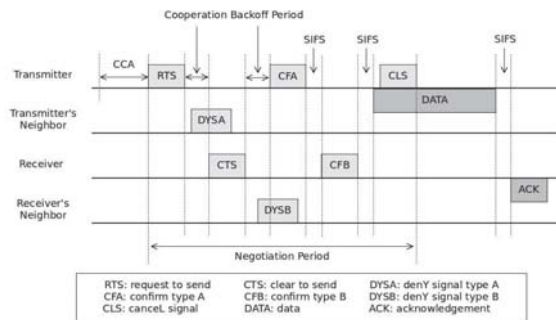 Cooperation Backoff Period
SIFS
SIFS
SIFS
CCA
Transmitter
RTS
CFA
CLS
DATA
Transmitter's
Neighbor
DYSA
Receiver
CTS
CFB
ACK
Receiver's
Neighbor
DYSB
Negotiation Period
RTS: request to send CTS: clear to send DYSA: denY signal type A
CFA: confirm type A CFB: confirm type B DYSB: denY signal type B
CLS: canceL signal DATA: data ACK: acknowledgement